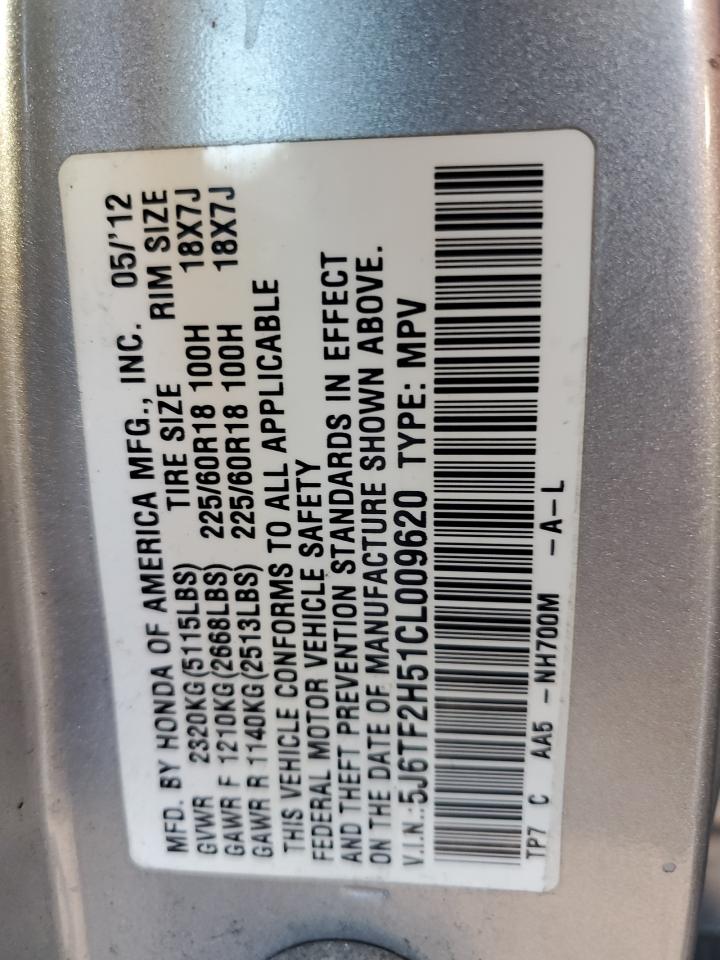 MFD. BY HONDA OF AMERICA MFG., INC. 05/'12
GVWR 2320KG(5115LBS) TIRE SIZE RIM SIZE
GAWR F 1210KG(2668LBS) 225/60R18 100H 18X7J
GAWR R 1140KG(2513LBS) 225/60R18 100H 18X7J
THIS VEHICLE CONFORMS TO ALL APPLICABLE
FEDERAL MOTOR VEHICLE SAFETY
AND THEFT PREVENTION STANDARDS IN EFFECT
ON THE DATE OF MANUFACTURE SHOWN ABOVE.
V.I.N.:5J6TF2H51CL009620 TYPE: MPV
TP7 C AA5 -NH700M -A-L